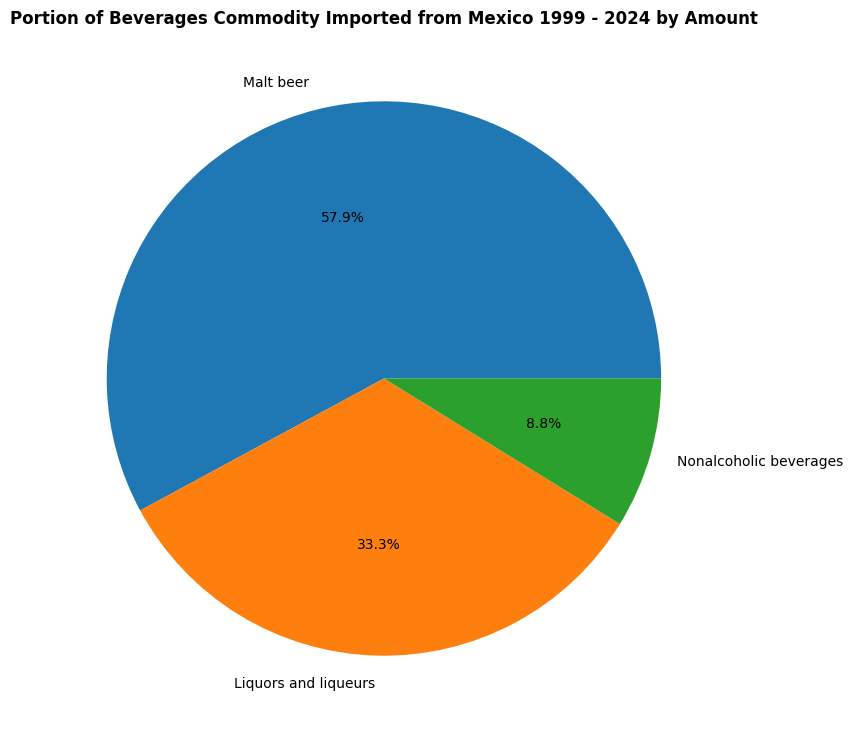 Portion of Beverages Commodity Imported from Mexico 1999 - 2024 by Amount
Malt beer
57.9%
8.8%
Nonalcoholic beverages
33.3%
Liquors and liqueurs